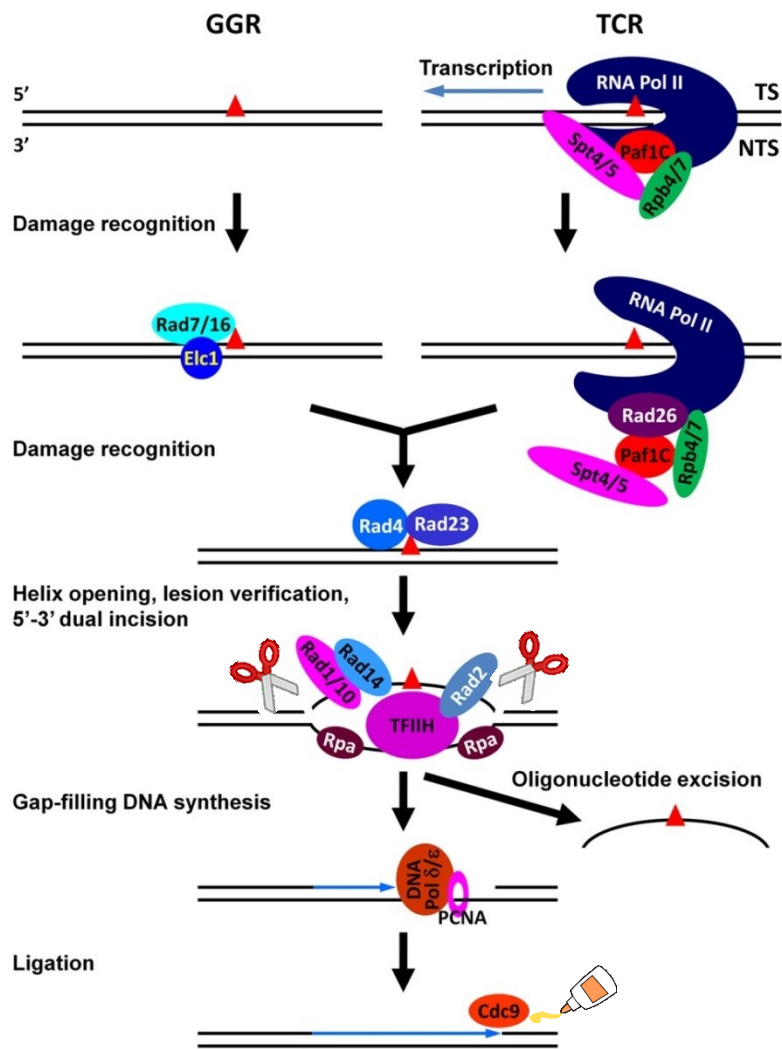 GGR
TCR
Transcription
RNA Pol II
5’
TS
3’
NTS
Spt4/5
Paf1C
Rpb4/7
Damage recognition
Rad7/16
Elc1
RNA Pol II
Rad26
Paf1C
Rpb4/7
Spt4/5
Damage recognition
Rad4
Rad23
Helix opening, lesion verification,
5’-3’ dual incision
Rad1/10
Rad14
Rad2
TFIIH
Rpa
Rpa
Oligonucleotide excision
Gap-filling DNA synthesis
DNA
Pol δ/ε
PCNA
Ligation
Cdc9